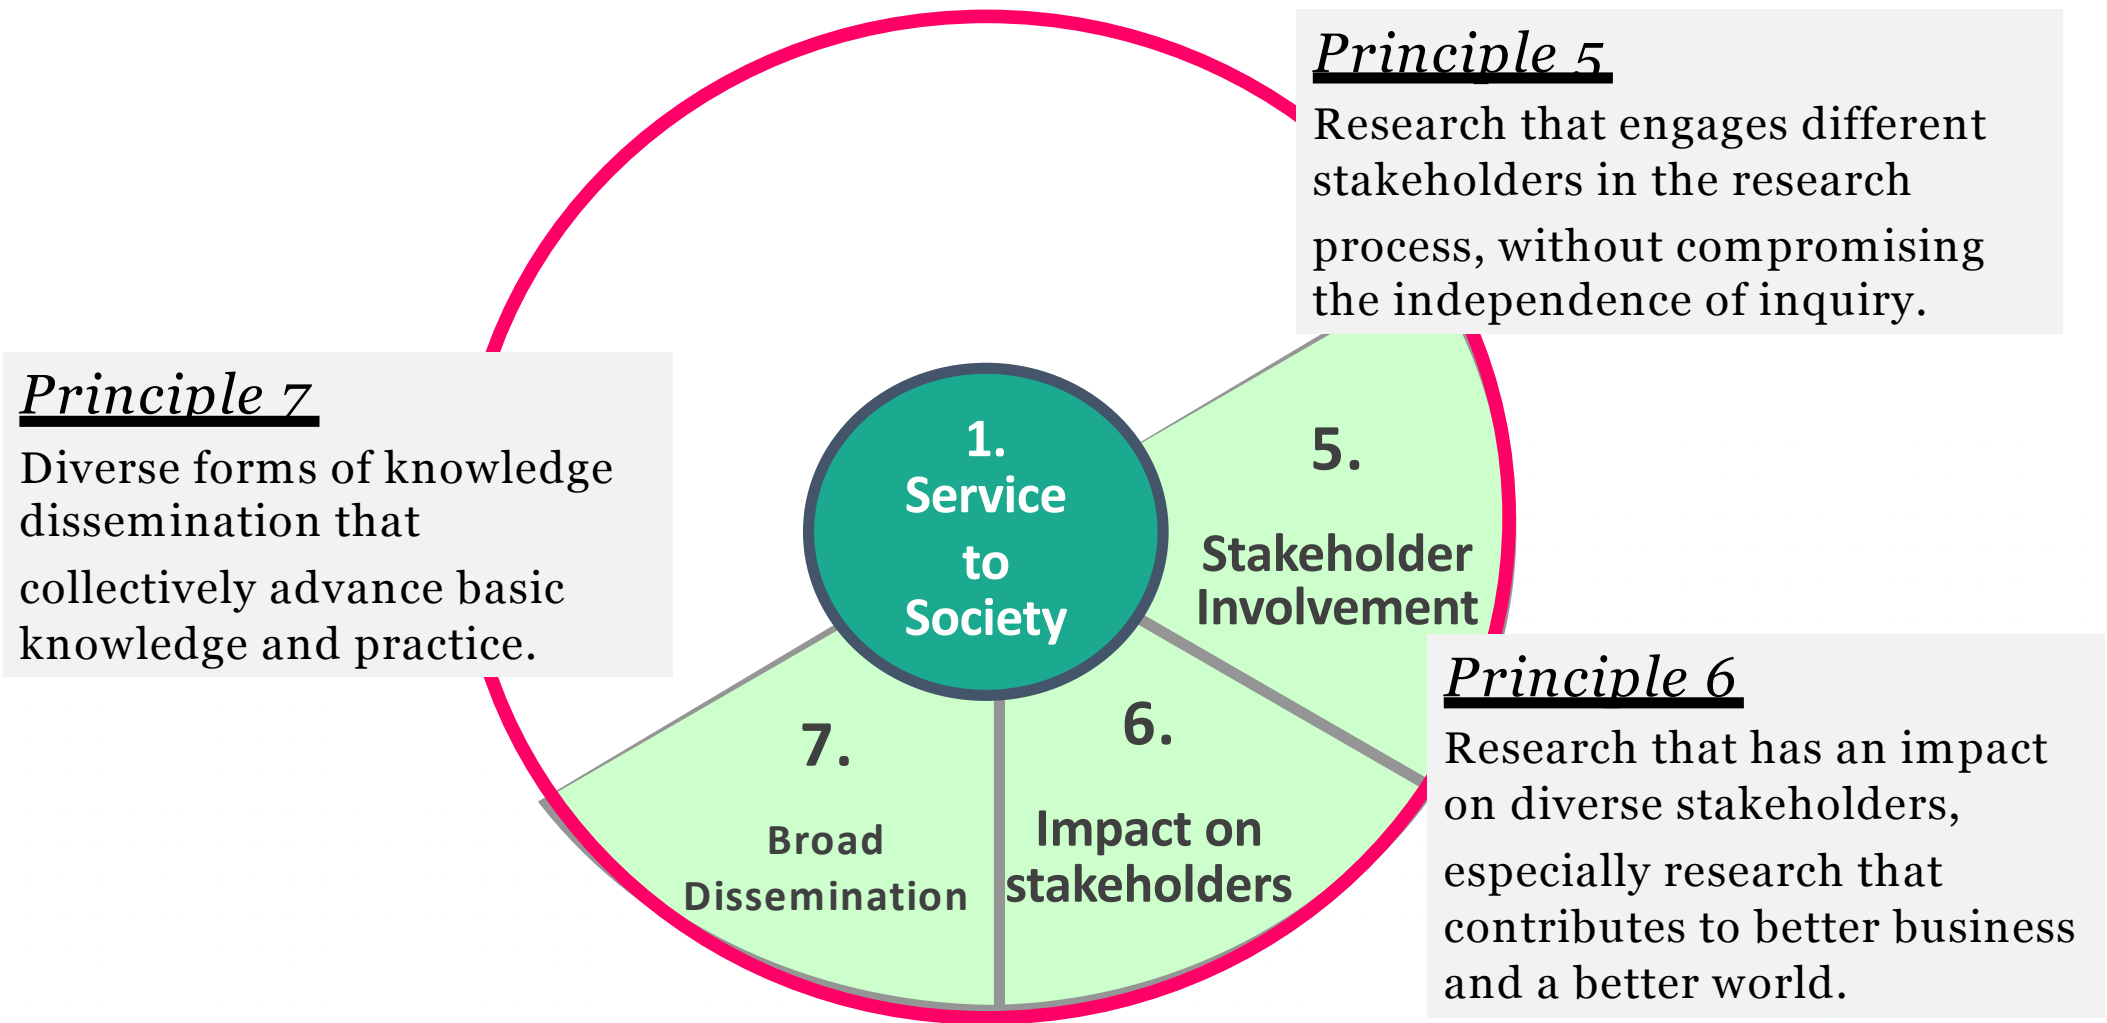 Principle 5
Research that engages different
stakeholders in the research
process, without compromising
the independence of inquiry.
Principle 7
Diverse forms of knowledge
dissemination that
collectively advance basic
knowledge and practice.
1.
Service
to
Society
5.
Stakeholder
Involvement
Principle 6
Research that has an impact
on diverse stakeholders,
especially research that
contributes to better business
and a better world.
6.
Impact on
stakeholders
7.
Broad
Dissemination